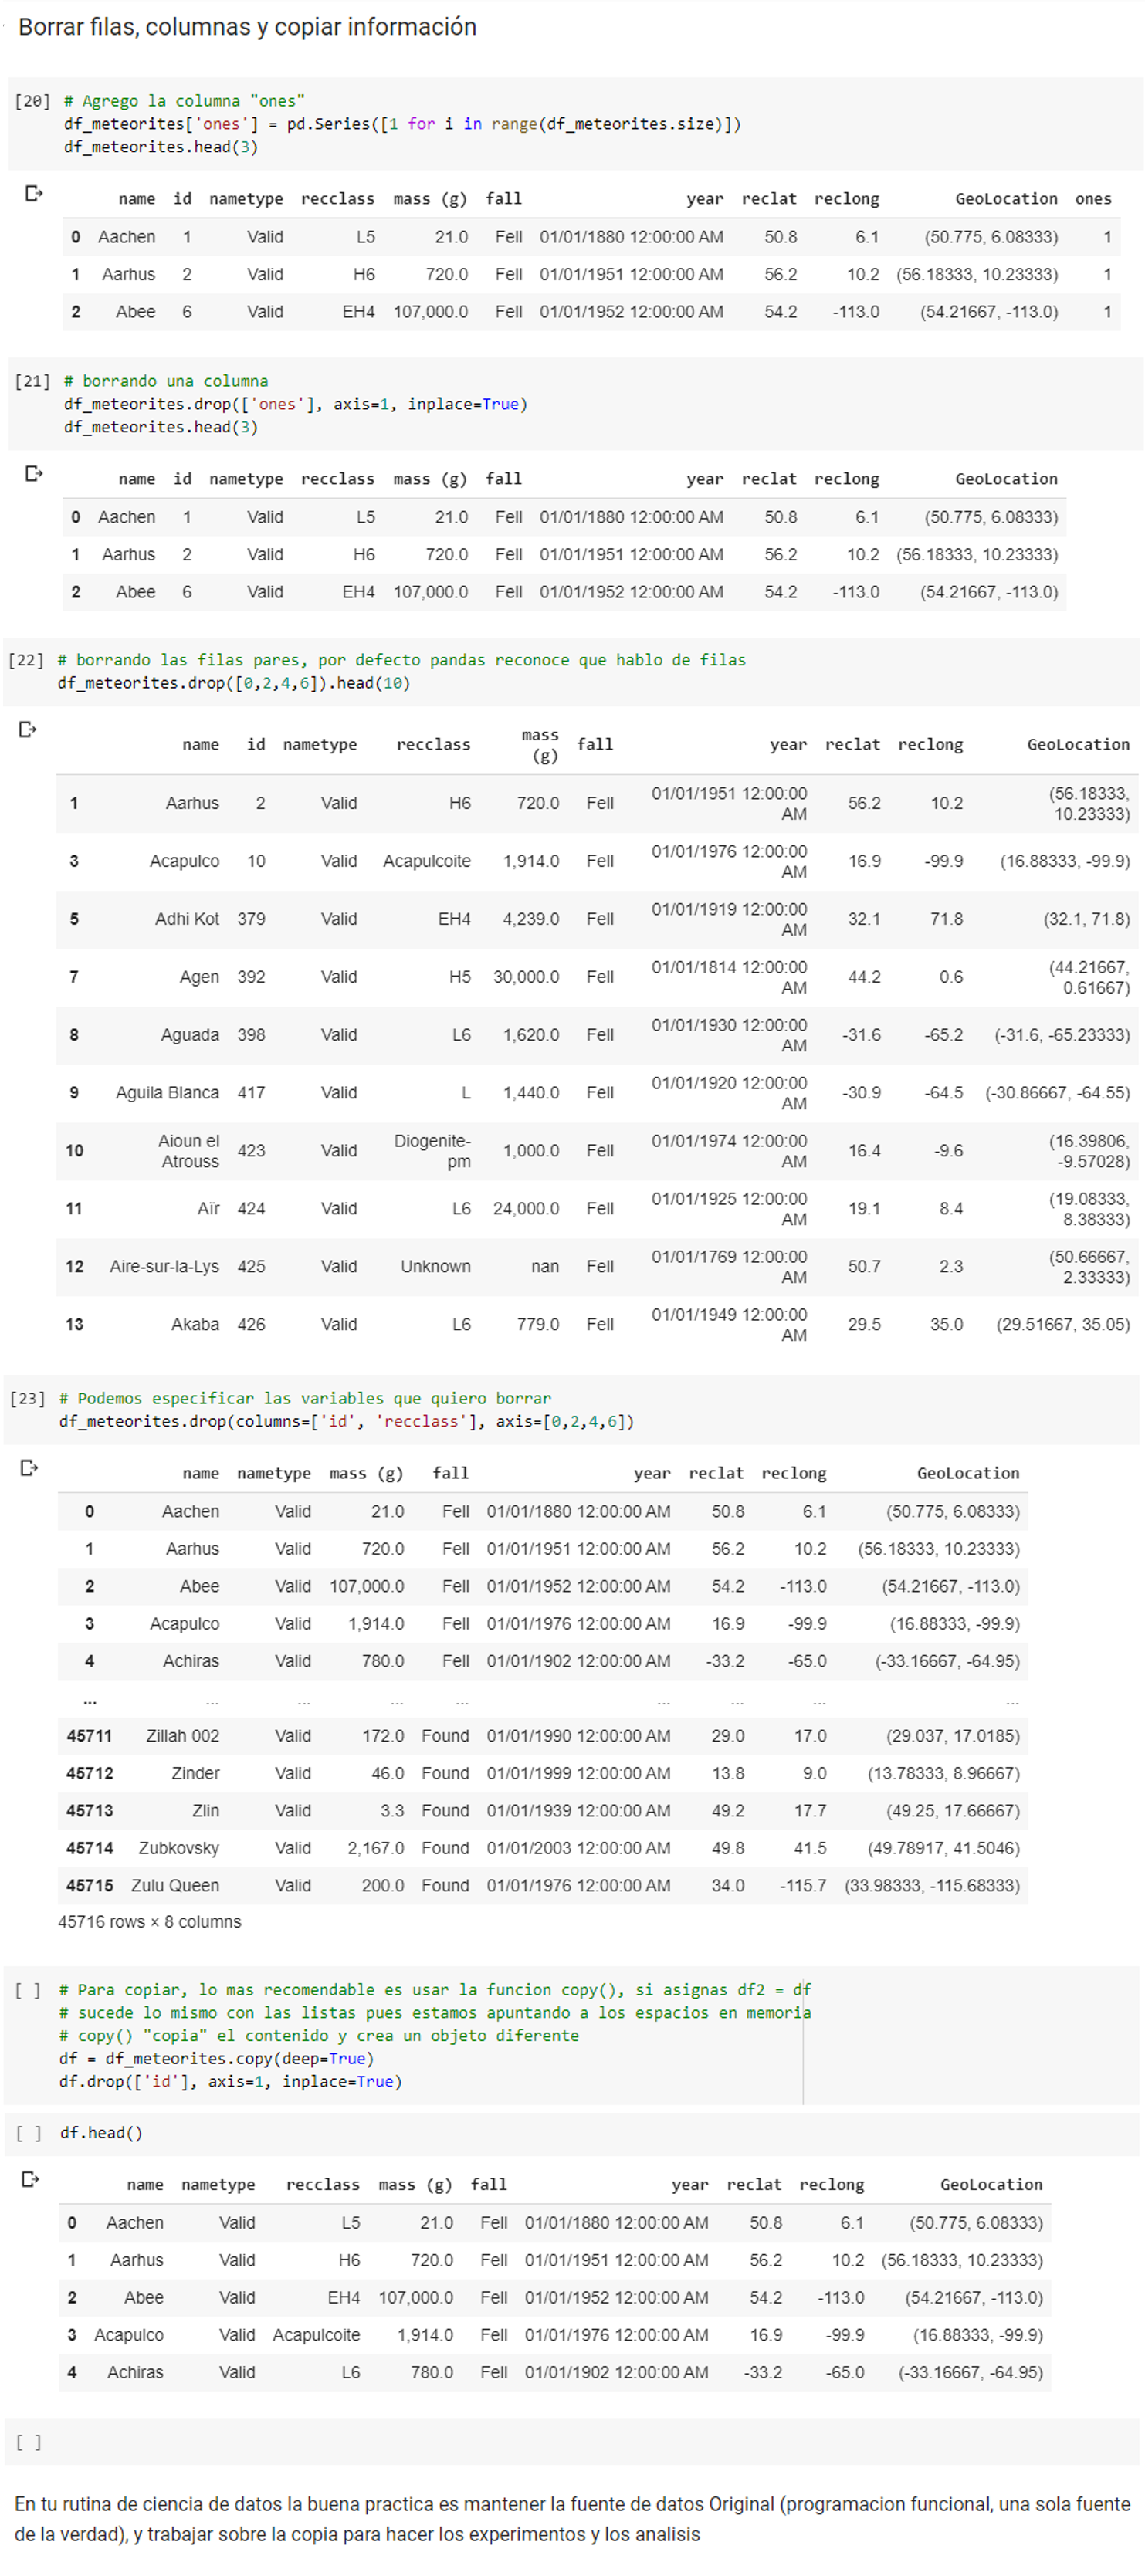 Borrar filas, columnas y copiar información
[20] # Agrego la columna "ones"
df_meteorites['ones'] = pd.Series([1 for i in range(df_meteorites.size)])
df_meteorites.head(3)
name id nametype recclass mass (g) fall year reclat reclong GeoLocation ones
0 Aachen 1 Valid L5 21.0 Fell 01/01/1880 12:00:00 AM 50.8 6.1 (50.775, 6.08333) 1
1 Aarhus 2 Valid H6 720.0 Fell 01/01/1951 12:00:00 AM 56.2 10.2 (56.18333, 10.23333) 1
2 Abee 6 Valid EH4 107,000.0 Fell 01/01/1952 12:00:00 AM 54.2 -113.0 (54.21667, -113.0) 1
[21] # borrando una columna
df_meteorites.drop(['ones'], axis=1, inplace=True)
df_meteorites.head(3)
name id nametype recclass mass (g) fall year reclat reclong GeoLocation
0 Aachen 1 Valid L5 21.0 Fell 01/01/1880 12:00:00 AM 50.8 6.1 (50.775, 6.08333)
1 Aarhus 2 Valid H6 720.0 Fell 01/01/1951 12:00:00 AM 56.2 10.2 (56.18333, 10.23333)
2 Abee 6 Valid EH4 107,000.0 Fell 01/01/1952 12:00:00 AM 54.2 -113.0 (54.21667, -113.0)
[22] # borrando las filas pares, por defecto pandas reconoce que hablo de filas
df_meteorites.drop([0,2,4,6]).head(10)
name id nametype recclass mass (g) fall year reclat reclong GeoLocation
1 Aarhus 2 Valid H6 720.0 Fell 01/01/1951 12:00:00 AM 56.2 10.2 (56.18333, 10.23333)
3 Acapulco 10 Valid Acapulcoite 1,914.0 Fell 01/01/1976 12:00:00 AM 16.9 -99.9 (16.88333, -99.9)
5 Adhi Kot 379 Valid EH4 4,239.0 Fell 01/01/1919 12:00:00 AM 32.1 71.8 (32.1, 71.8)
7 Agen 392 Valid H5 30,000.0 Fell 01/01/1814 12:00:00 AM 44.2 0.6 (44.21667, 0.61667)
8 Aguada 398 Valid L6 1,620.0 Fell 01/01/1930 12:00:00 AM -31.6 -65.2 (-31.6, -65.23333)
9 Aguila Blanca 417 Valid L 1,440.0 Fell 01/01/1920 12:00:00 AM -30.9 -64.5 (-30.86667, -64.55)
10 Aioun el Atrouss 423 Valid Diogenite-pm 1,000.0 Fell 01/01/1974 12:00:00 AM 16.4 -9.6 (16.39806, -9.57028)
11 Aïr 424 Valid L6 24,000.0 Fell 01/01/1925 12:00:00 AM 19.1 8.4 (19.08333, 8.38333)
12 Aire-sur-la-Lys 425 Valid Unknown nan Fell 01/01/1769 12:00:00 AM 50.7 2.3 (50.66667, 2.33333)
13 Akaba 426 Valid L6 779.0 Fell 01/01/1949 12:00:00 AM 29.5 35.0 (29.51667, 35.05)
[23] # Podemos especificar las variables que quiero borrar
df_meteorites.drop(columns=['id', 'recclass'], axis=[0,2,4,6])
name nametype mass (g) fall year reclat reclong GeoLocation
0 Aachen Valid 21.0 Fell 01/01/1880 12:00:00 AM 50.8 6.1 (50.775, 6.08333)
1 Aarhus Valid 720.0 Fell 01/01/1951 12:00:00 AM 56.2 10.2 (56.18333, 10.23333)
2 Abee Valid 107,000.0 Fell 01/01/1952 12:00:00 AM 54.2 -113.0 (54.21667, -113.0)
3 Acapulco Valid 1,914.0 Fell 01/01/1976 12:00:00 AM 16.9 -99.9 (16.88333, -99.9)
4 Achiras Valid 780.0 Fell 01/01/1902 12:00:00 AM -33.2 -65.0 (-33.16667, -64.95)
... ... ... ... ... ... ... ... ...
45711 Zillah 002 Valid 172.0 Found 01/01/1990 12:00:00 AM 29.0 17.0 (29.037, 17.0185)
45712 Zinder Valid 46.0 Found 01/01/1999 12:00:00 AM 13.8 9.0 (13.78333, 8.96667)
45713 Zlin Valid 3.3 Found 01/01/1939 12:00:00 AM 49.2 17.7 (49.25, 17.66667)
45714 Zubkovsky Valid 2,167.0 Found 01/01/2003 12:00:00 AM 49.8 41.5 (49.78917, 41.5046)
45715 Zulu Queen Valid 200.0 Found 01/01/1976 12:00:00 AM 34.0 -115.7 (33.98333, -115.68333)
45716 rows × 8 columns
[ ] # Para copiar, lo mas recomendable es usar la funcion copy(), si asignas df2 = df
# sucede lo mismo con las listas pues estamos apuntando a los espacios en memoria
# copy() "copia" el contenido y crea un objeto diferente
df = df_meteorites.copy(deep=True)
df.drop(['id'], axis=1, inplace=True)
[ ] df.head()
name nametype recclass mass (g) fall year reclat reclong GeoLocation
0 Aachen Valid L5 21.0 Fell 01/01/1880 12:00:00 AM 50.8 6.1 (50.775, 6.08333)
1 Aarhus Valid H6 720.0 Fell 01/01/1951 12:00:00 AM 56.2 10.2 (56.18333, 10.23333)
2 Abee Valid EH4 107,000.0 Fell 01/01/1952 12:00:00 AM 54.2 -113.0 (54.21667, -113.0)
3 Acapulco Valid Acapulcoite 1,914.0 Fell 01/01/1976 12:00:00 AM 16.9 -99.9 (16.88333, -99.9)
4 Achiras Valid L6 780.0 Fell 01/01/1902 12:00:00 AM -33.2 -65.0 (-33.16667, -64.95)
[ ]
En tu rutina de ciencia de datos la buena practica es mantener la fuente de datos Original (programacion funcional, una sola fuente
de la verdad), y trabajar sobre la copia para hacer los experimentos y los analisis